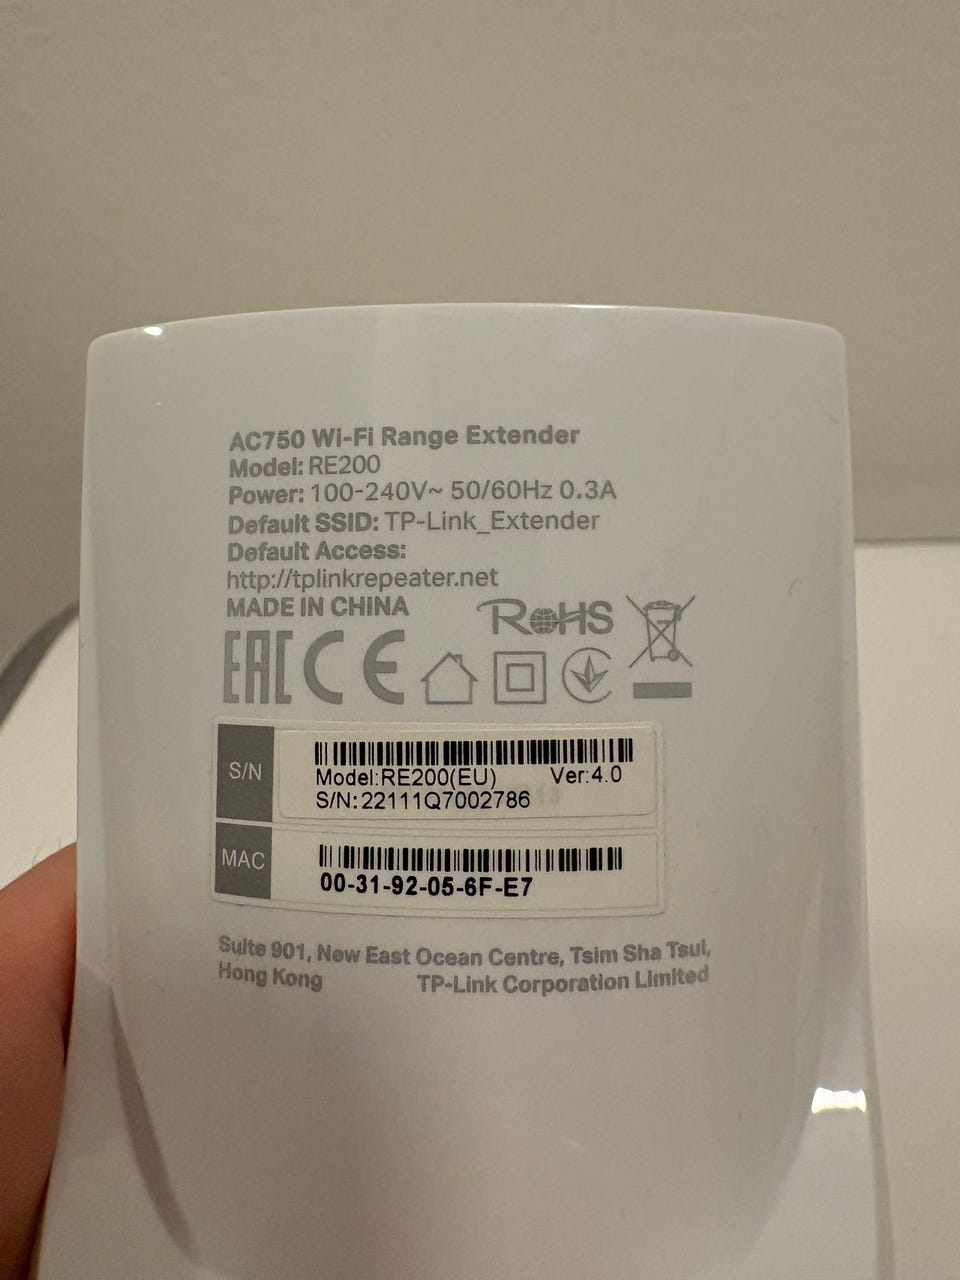 AC750 Wi-Fi Range Extender
Model: RE200
Power: 100-240V~ 50/60Hz 0.3A
Default SSID: TP-Link_Extender
Default Access:
http://tplinkrepeater.net
MADE IN CHINA
RoHS
EAC CE
S/N
Model:RE200(EU) Ver:4.0
S/N:22111Q7002786
MAC
00-31-92-05-6F-E7
Suite 901, New East Ocean Centre, Tsim Sha Tsui,
Hong Kong TP-Link Corporation Limited